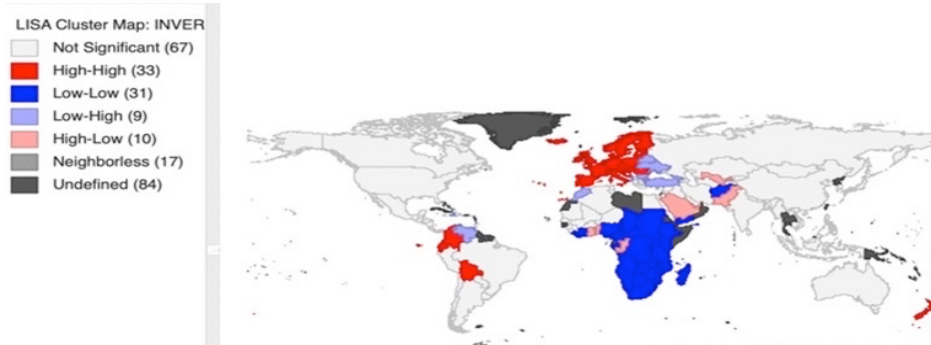 LISA Cluster Map: INVER
Not Significant (67)
High-High (33)
Low-Low (31)
Low-High (9)
High-Low (10)
Neighborless (17)
Undefined (84)